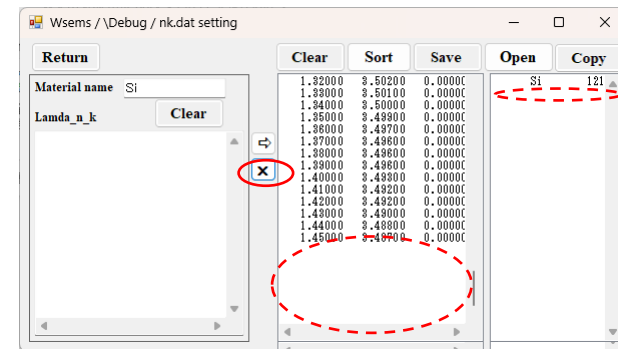 Wsems / \Debug / nk.dat setting
Return
Clear Sort Save
Open Copy
Material name Si
Lamda_n_k Clear
1.32000 3.50200 0.00000
1.33000 3.50100 0.00000
1.34000 3.50000 0.00000
1.35000 3.49900 0.00000
1.36000 3.49700 0.00000
1.37000 3.49600 0.00000
1.38000 3.49600 0.00000
1.39000 3.49600 0.00000
1.40000 3.49300 0.00000
1.41000 3.49200 0.00000
1.42000 3.49200 0.00000
1.43000 3.49000 0.00000
1.44000 3.48800 0.00000
1.45000 3.48700 0.00000
Si 121